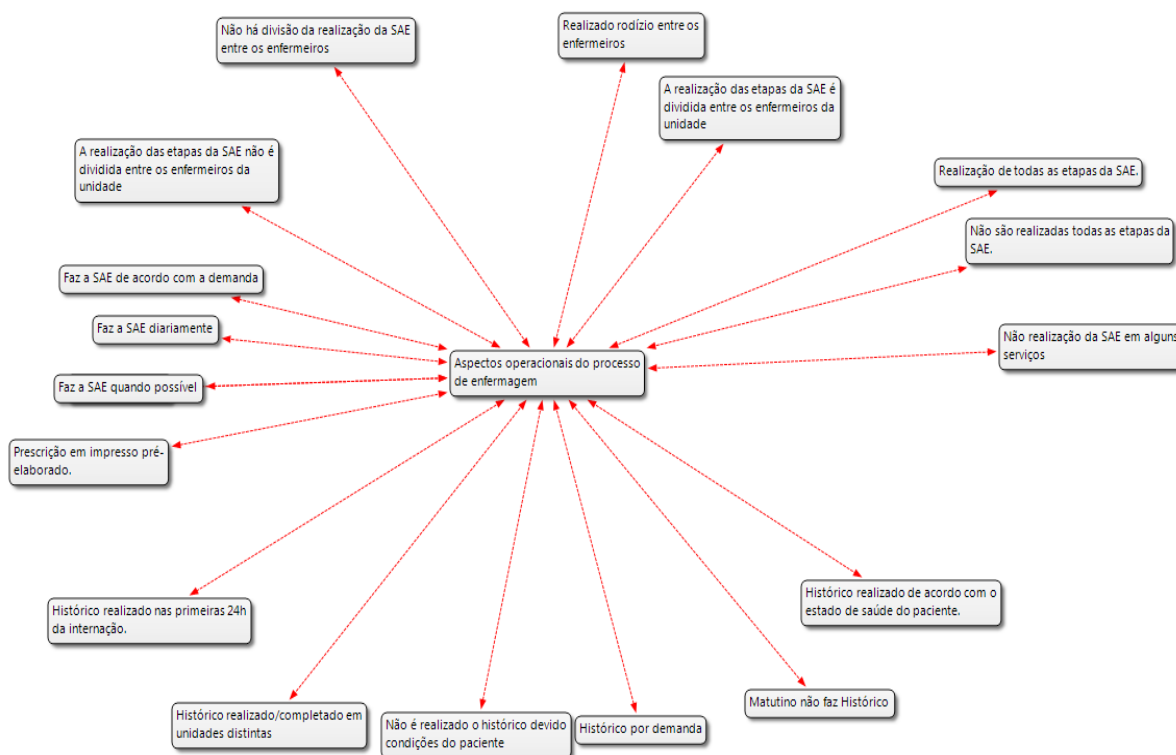 Não há divisão da realização da SAE
entre os enfermeiros
Realizado rodízio entre os
enfermeiros
A realização das etapas da SAE é
dividida entre os enfermeiros da
unidade
A realização das etapas da SAE não é
dividida entre os enfermeiros da
unidade
Realização de todas as etapas da SAE.
Não são realizadas todas as etapas da
SAE.
Faz a SAE de acordo com a demanda
Faz a SAE diariamente
Não realização da SAE em alguns
serviços
Aspectos operacionais do processo
de enfermagem
Faz a SAE quando possível
Prescrição em impresso pré-
elaborado.
Histórico realizado nas primeiras 24h
da internação.
Histórico realizado de acordo com o
estado de saúde do paciente.
Matutino não faz Histórico
Histórico realizado/completado em
unidades distintas
Não é realizado o histórico devido
condições do paciente
Histórico por demanda